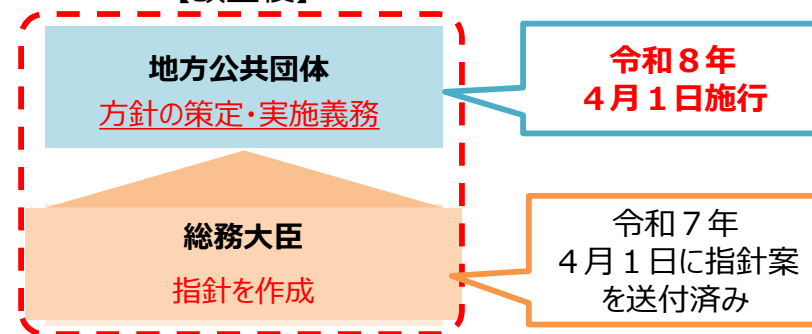 地方公共団体
方針の策定・実施義務
令和８年
４月１日施行
総務大臣
指針を作成
令和７年
４月１日に指針案
を送付済み